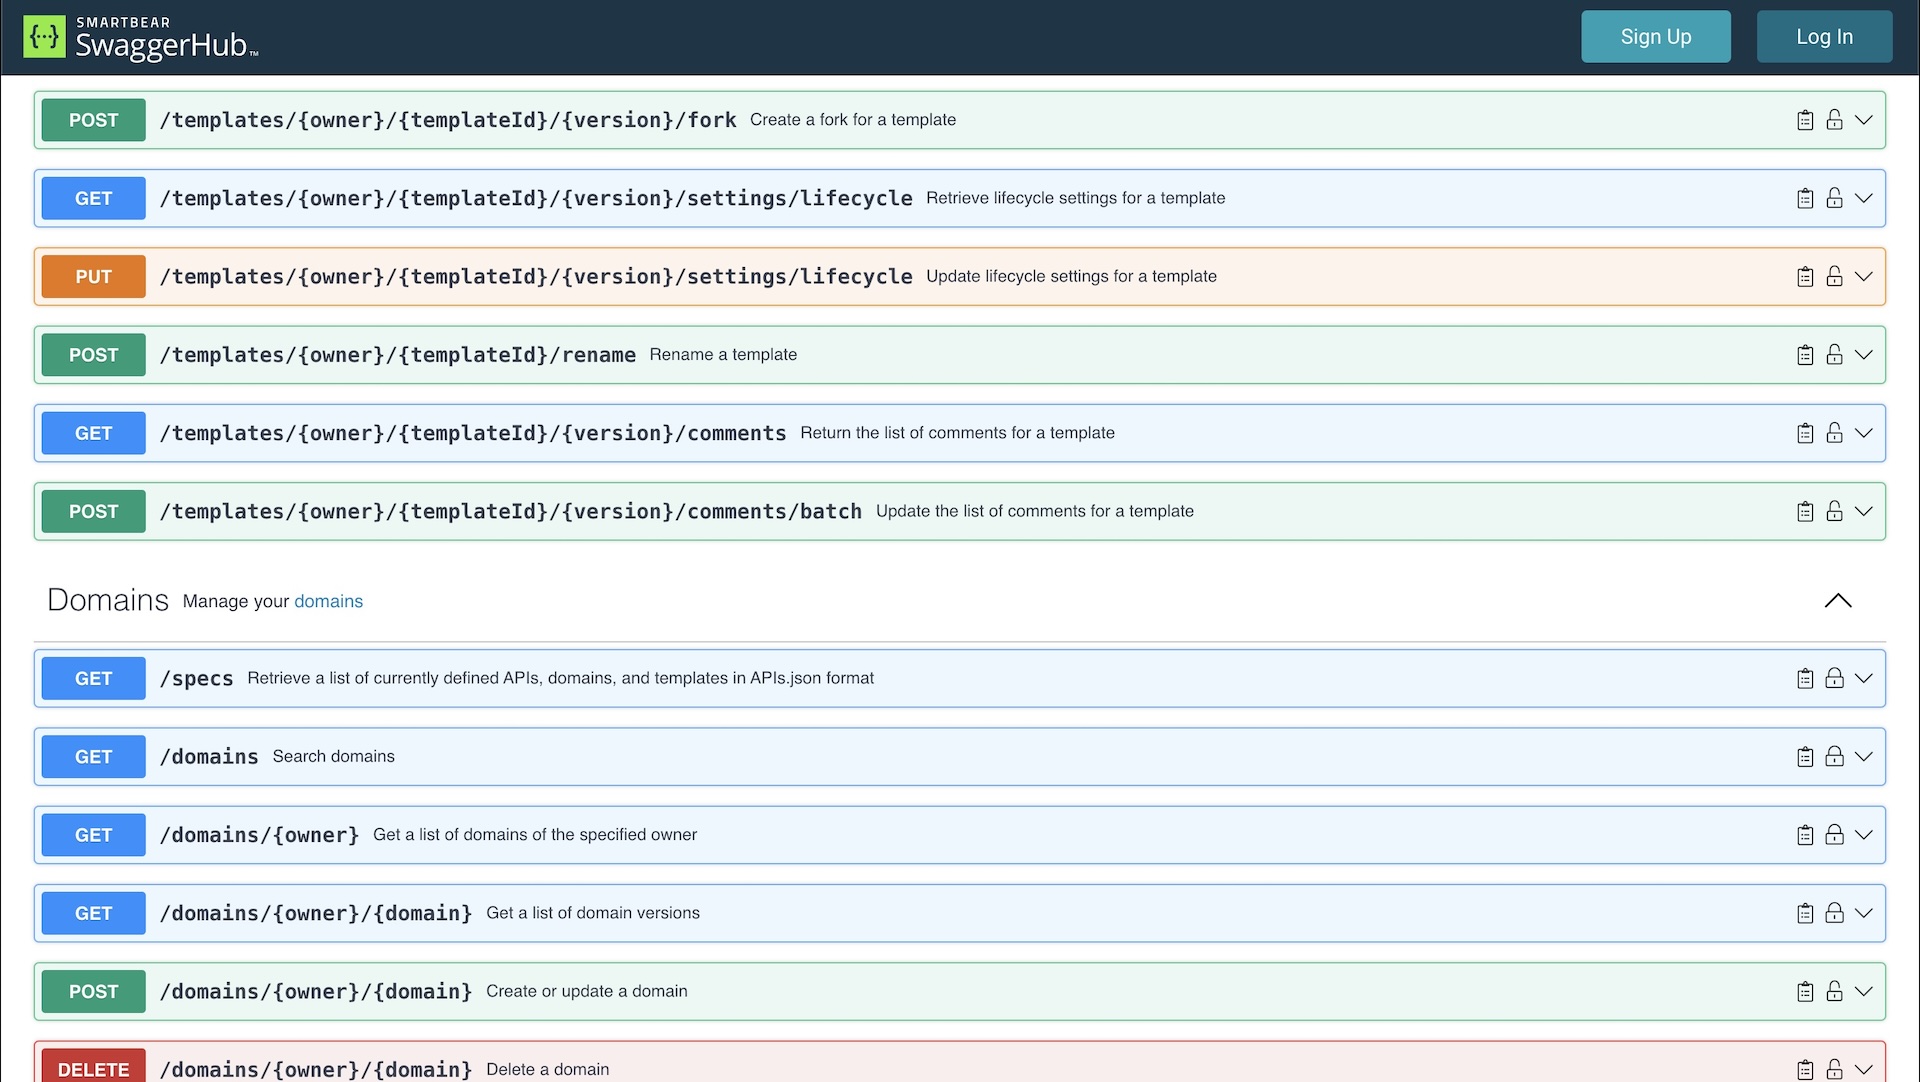 SMARTBEAR
SwaggerHub™
Sign Up
Log In
POST /templates/{owner}/{templateId}/{version}/fork Create a fork for a template
GET /templates/{owner}/{templateId}/{version}/settings/lifecycle Retrieve lifecycle settings for a template
PUT /templates/{owner}/{templateId}/{version}/settings/lifecycle Update lifecycle settings for a template
POST /templates/{owner}/{templateId}/rename Rename a template
GET /templates/{owner}/{templateId}/{version}/comments Return the list of comments for a template
POST /templates/{owner}/{templateId}/{version}/comments/batch Update the list of comments for a template
Domains Manage your domains
GET /specs Retrieve a list of currently defined APIs, domains, and templates in APIs.json format
GET /domains Search domains
GET /domains/{owner} Get a list of domains of the specified owner
GET /domains/{owner}/{domain} Get a list of domain versions
POST /domains/{owner}/{domain} Create or update a domain
DELETE /domains/{owner}/{domain} Delete a domain